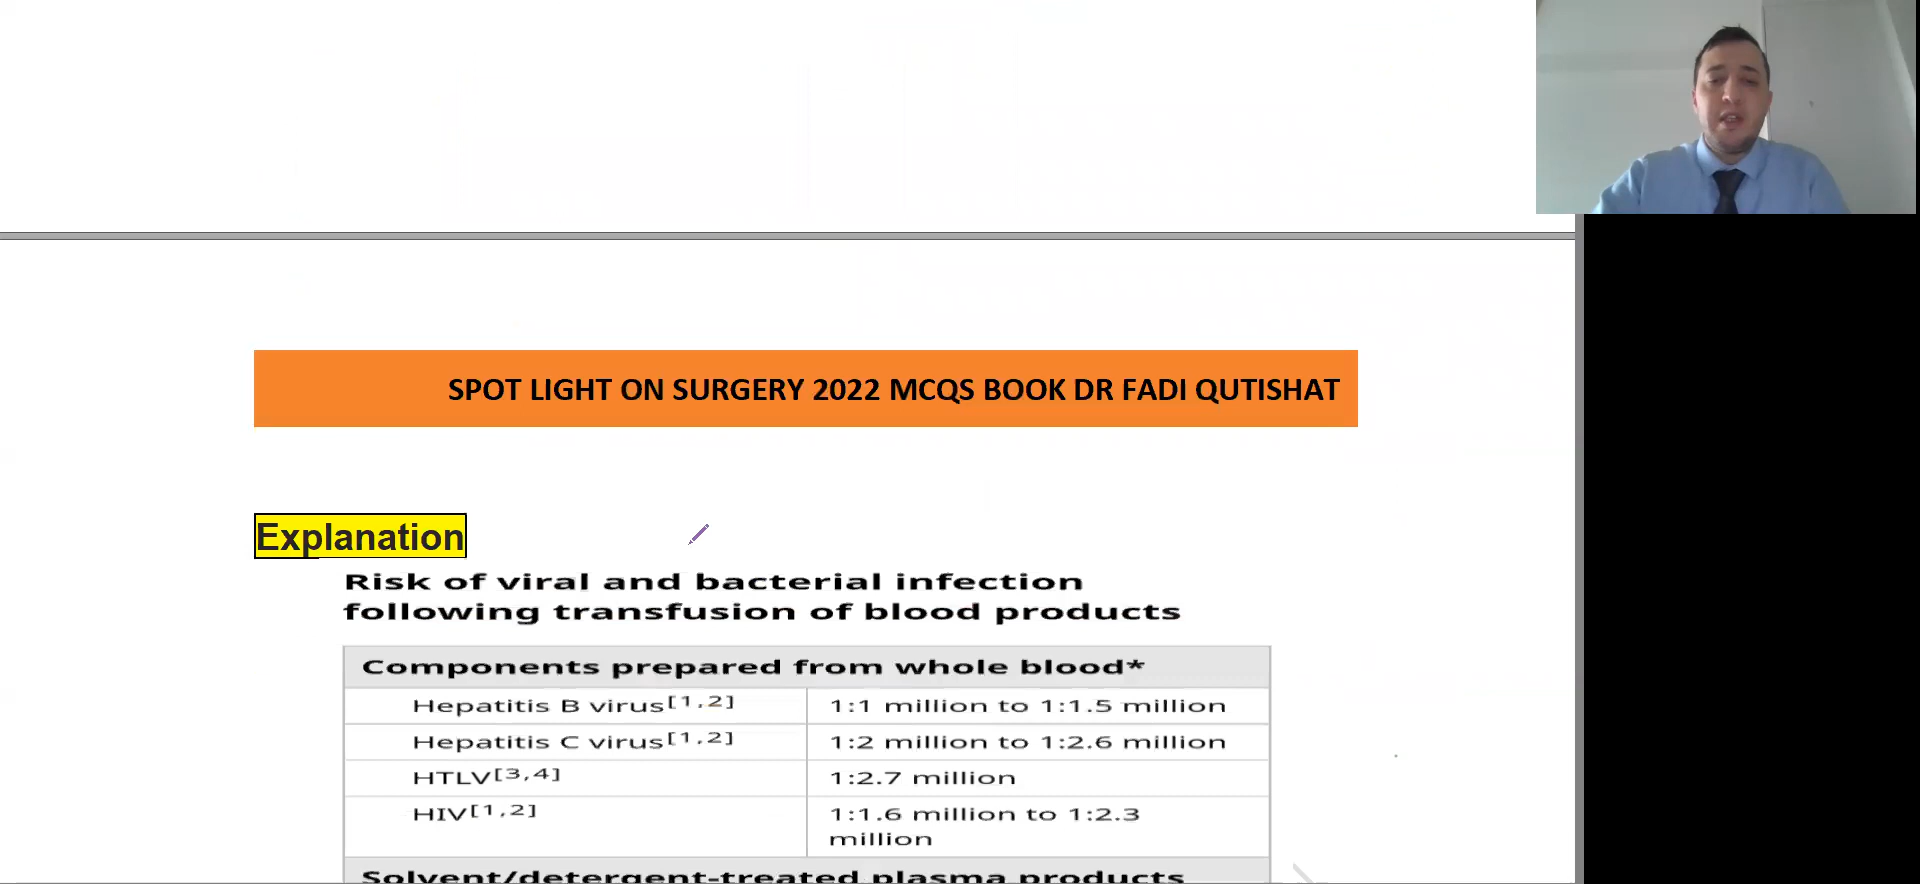 SPOT LIGHT ON SURGERY 2022 MCQS BOOK DR FADI QUTISHAT
Explanation
Risk of viral and bacterial infection
following transfusion of blood products
Components prepared from whole blood*
Hepatitis B virus[1,2] 1:1 million to 1:1.5 million
Hepatitis C virus[1,2] 1:2 million to 1:2.6 million
HTLV[3,4] 1:2.7 million
HIV[1,2] 1:1.6 million to 1:2.3
million
Solvent/detergent-treated plasma products